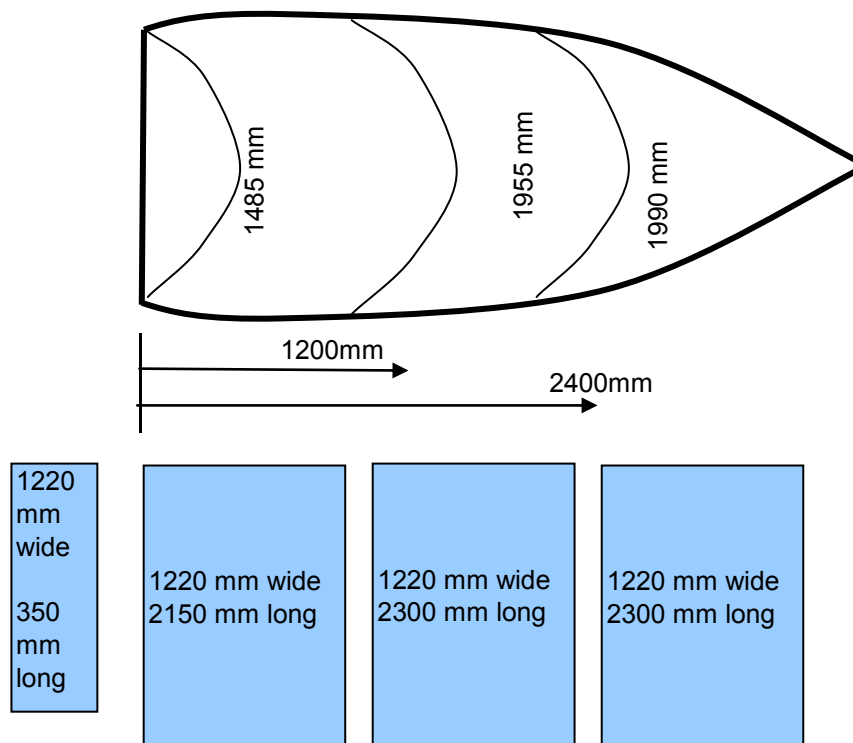 1485 mm
1955 mm
1990 mm
1200mm
2400mm
1220
mm
wide
350
mm
long
1220 mm wide
2150 mm long
1220 mm wide
2300 mm long
1220 mm wide
2300 mm long